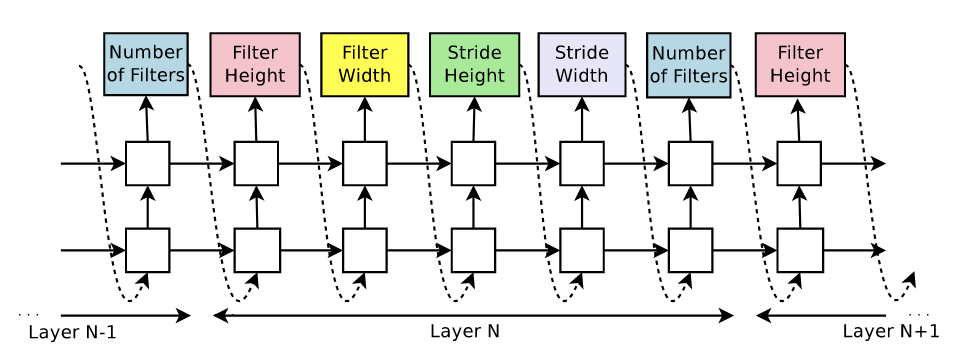 Number
of Filters
Filter
Height
Filter
Width
Stride
Height
Stride
Width
Number
of Filters
Filter
Height
. . .
Layer N-1
Layer N
. . .
Layer N+1